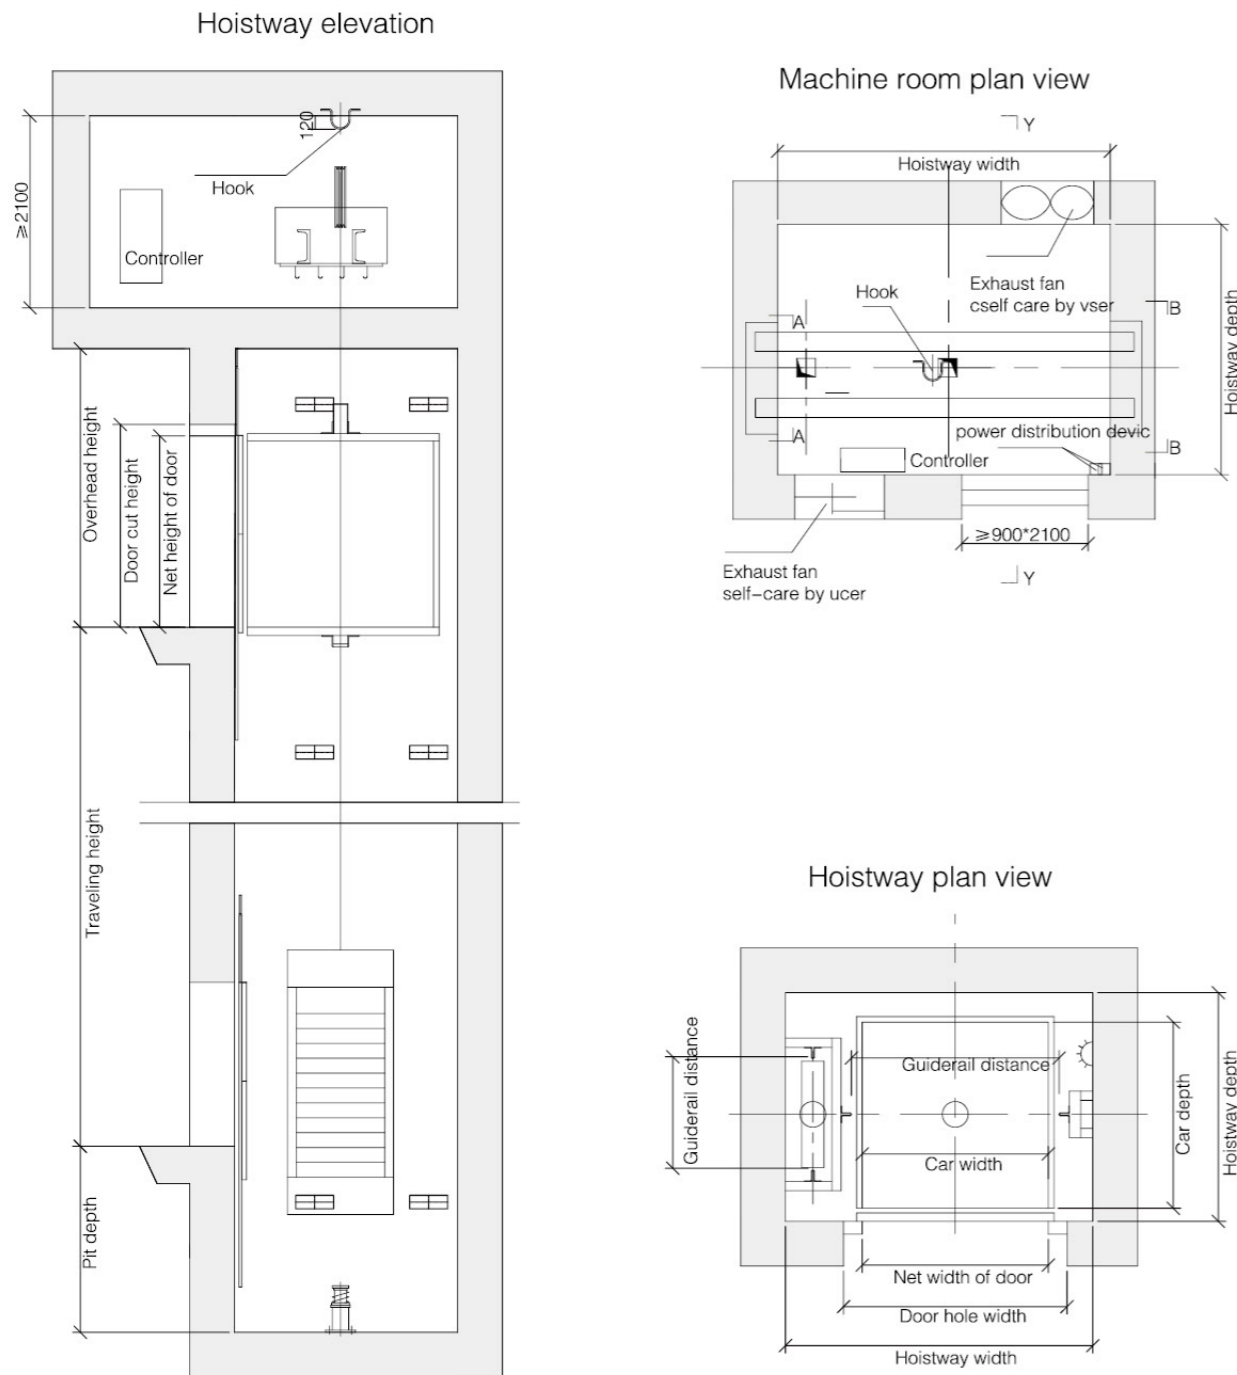 Hoistway elevation
120
Hook
≥2100
Controller
Overhead height
Door cut height
Net height of door
Traveling height
Pit depth
Machine room plan view
Y
Hoistway width
Exhaust fan
cself care by vser
Hook
A
B
Hoistway depth
A
power distribution devic
B
Controller
≥900*2100
Exhaust fan
self-care by ucer
Y
Hoistway plan view
Guiderail distance
Guiderail distance
Car depth
Hoistway depth
Car width
Net width of door
Door hole width
Hoistway width